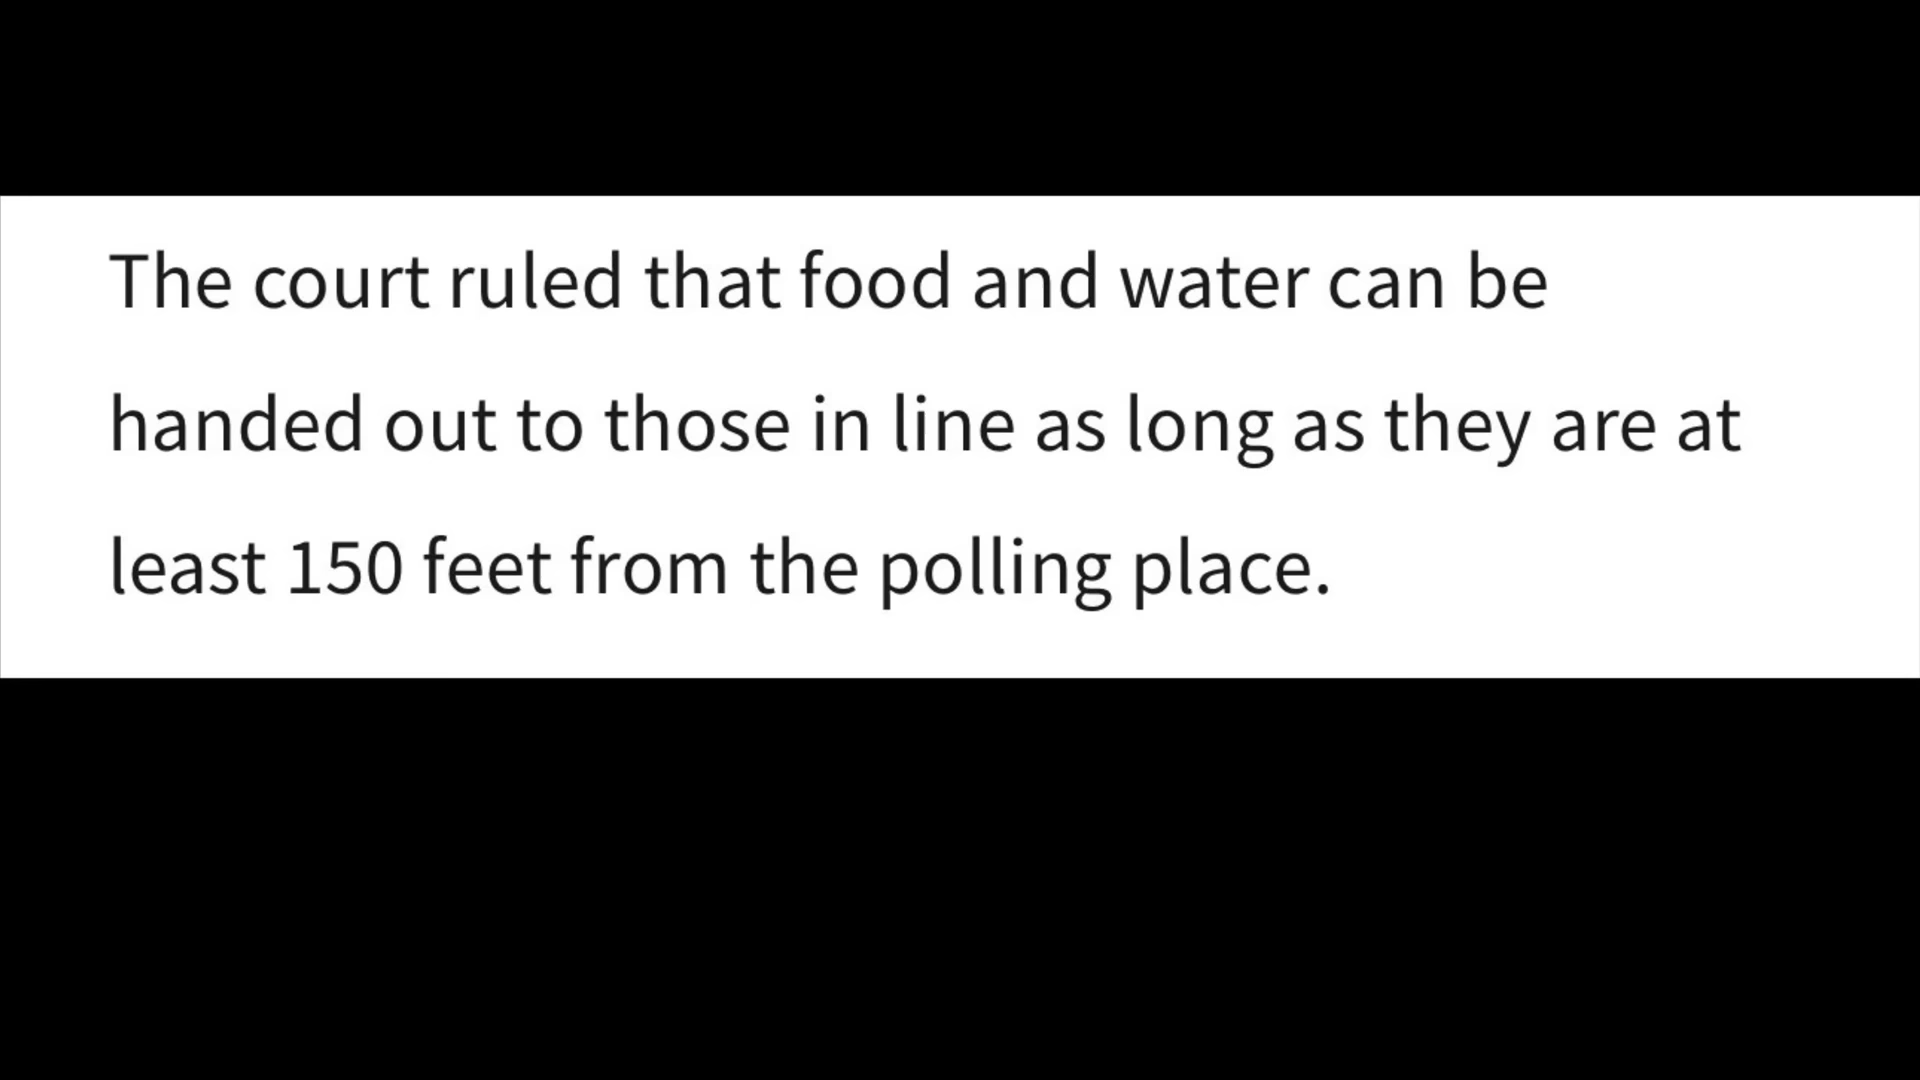 The court ruled that food and water can be
handed out to those in line as long as they are at
least 150 feet from the polling place.